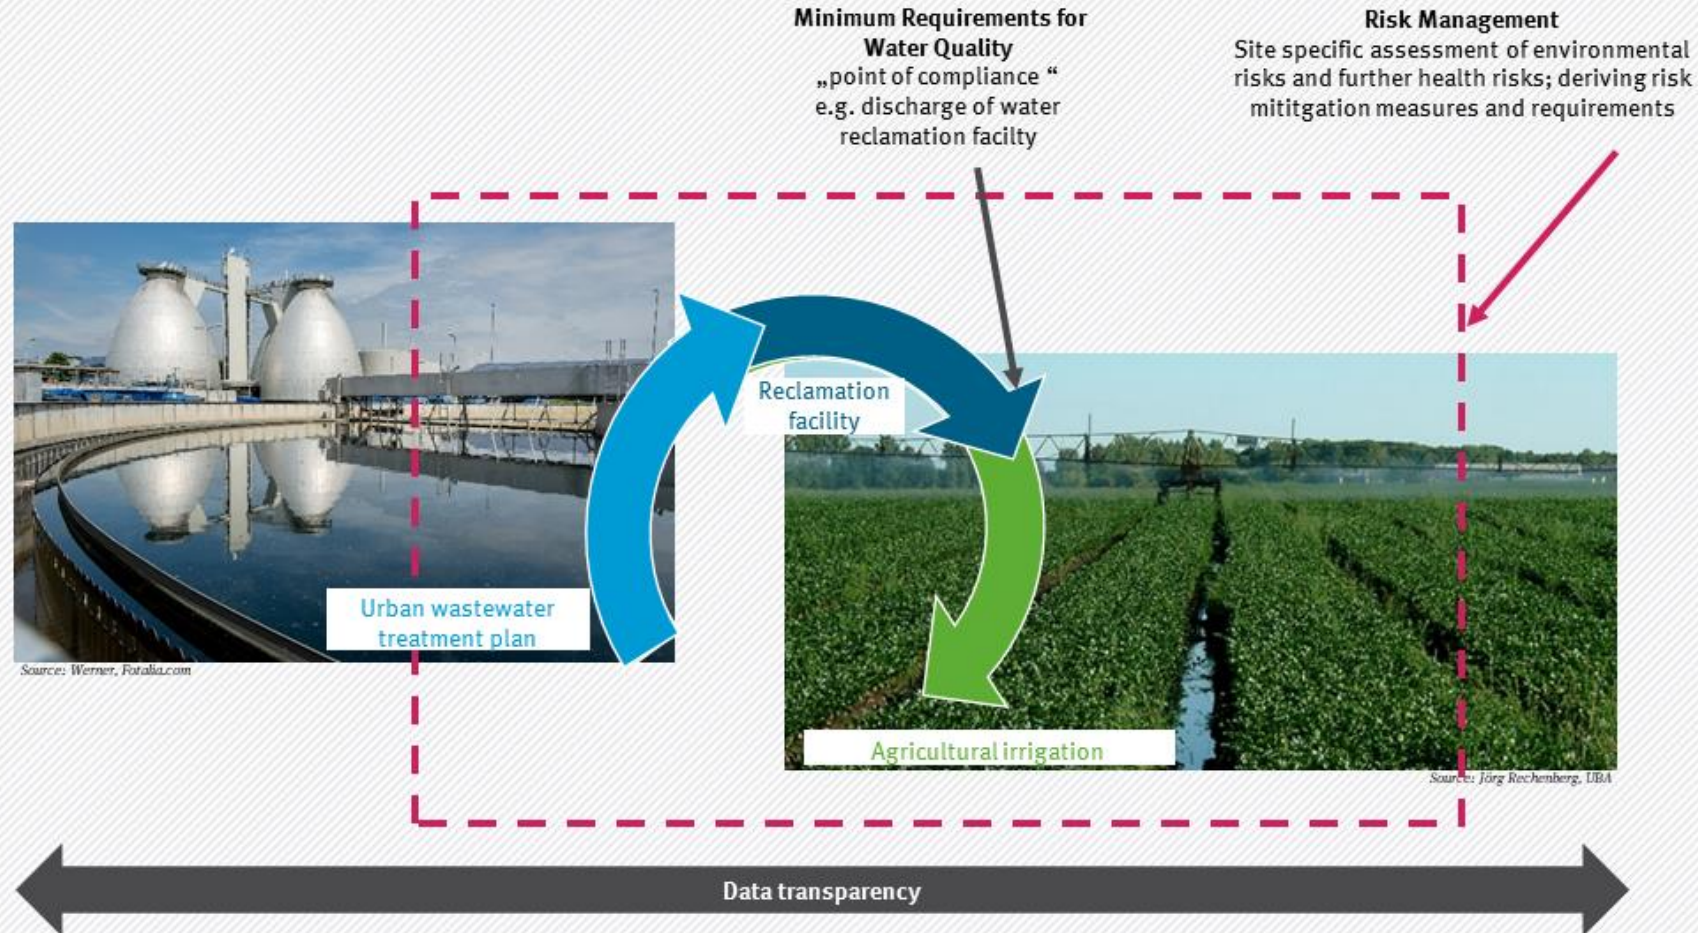 Minimum Requirements for
Water Quality
„point of compliance “
e.g. discharge of water
reclamation facilty
Risk Management
Site specific assessment of environmental
risks and further health risks; deriving risk
mititgation measures and requirements
Reclamation
facility
Urban wastewater
treatment plan
Source: Werner, Fotalia.com
Agricultural irrigation
Source: Jörg Rechenberg, UBA
Data transparency